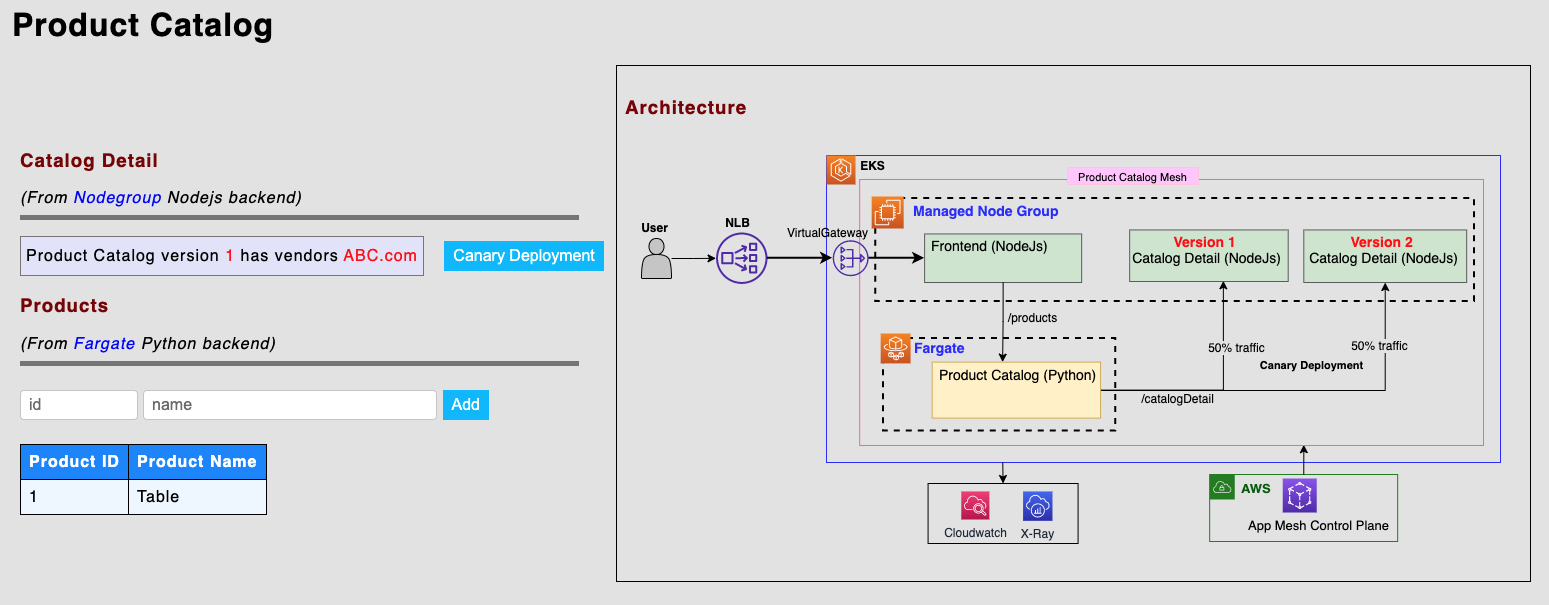 Product Catalog
Catalog Detail
(From Nodegroup Nodejs backend)
Product Catalog version 1 has vendors ABC.com
Canary Deployment
Products
(From Fargate Python backend)
id
name
Add
Product ID
Product Name
1
Table
Architecture
EKS
Product Catalog Mesh
Managed Node Group
User
NLB
VirtualGateway
Frontend (NodeJs)
Version 1
Catalog Detail (NodeJs)
Version 2
Catalog Detail (NodeJs)
/products
Fargate
50% traffic
50% traffic
Canary Deployment
Product Catalog (Python)
/catalogDetail
Cloudwatch
X-Ray
AWS
App Mesh Control Plane